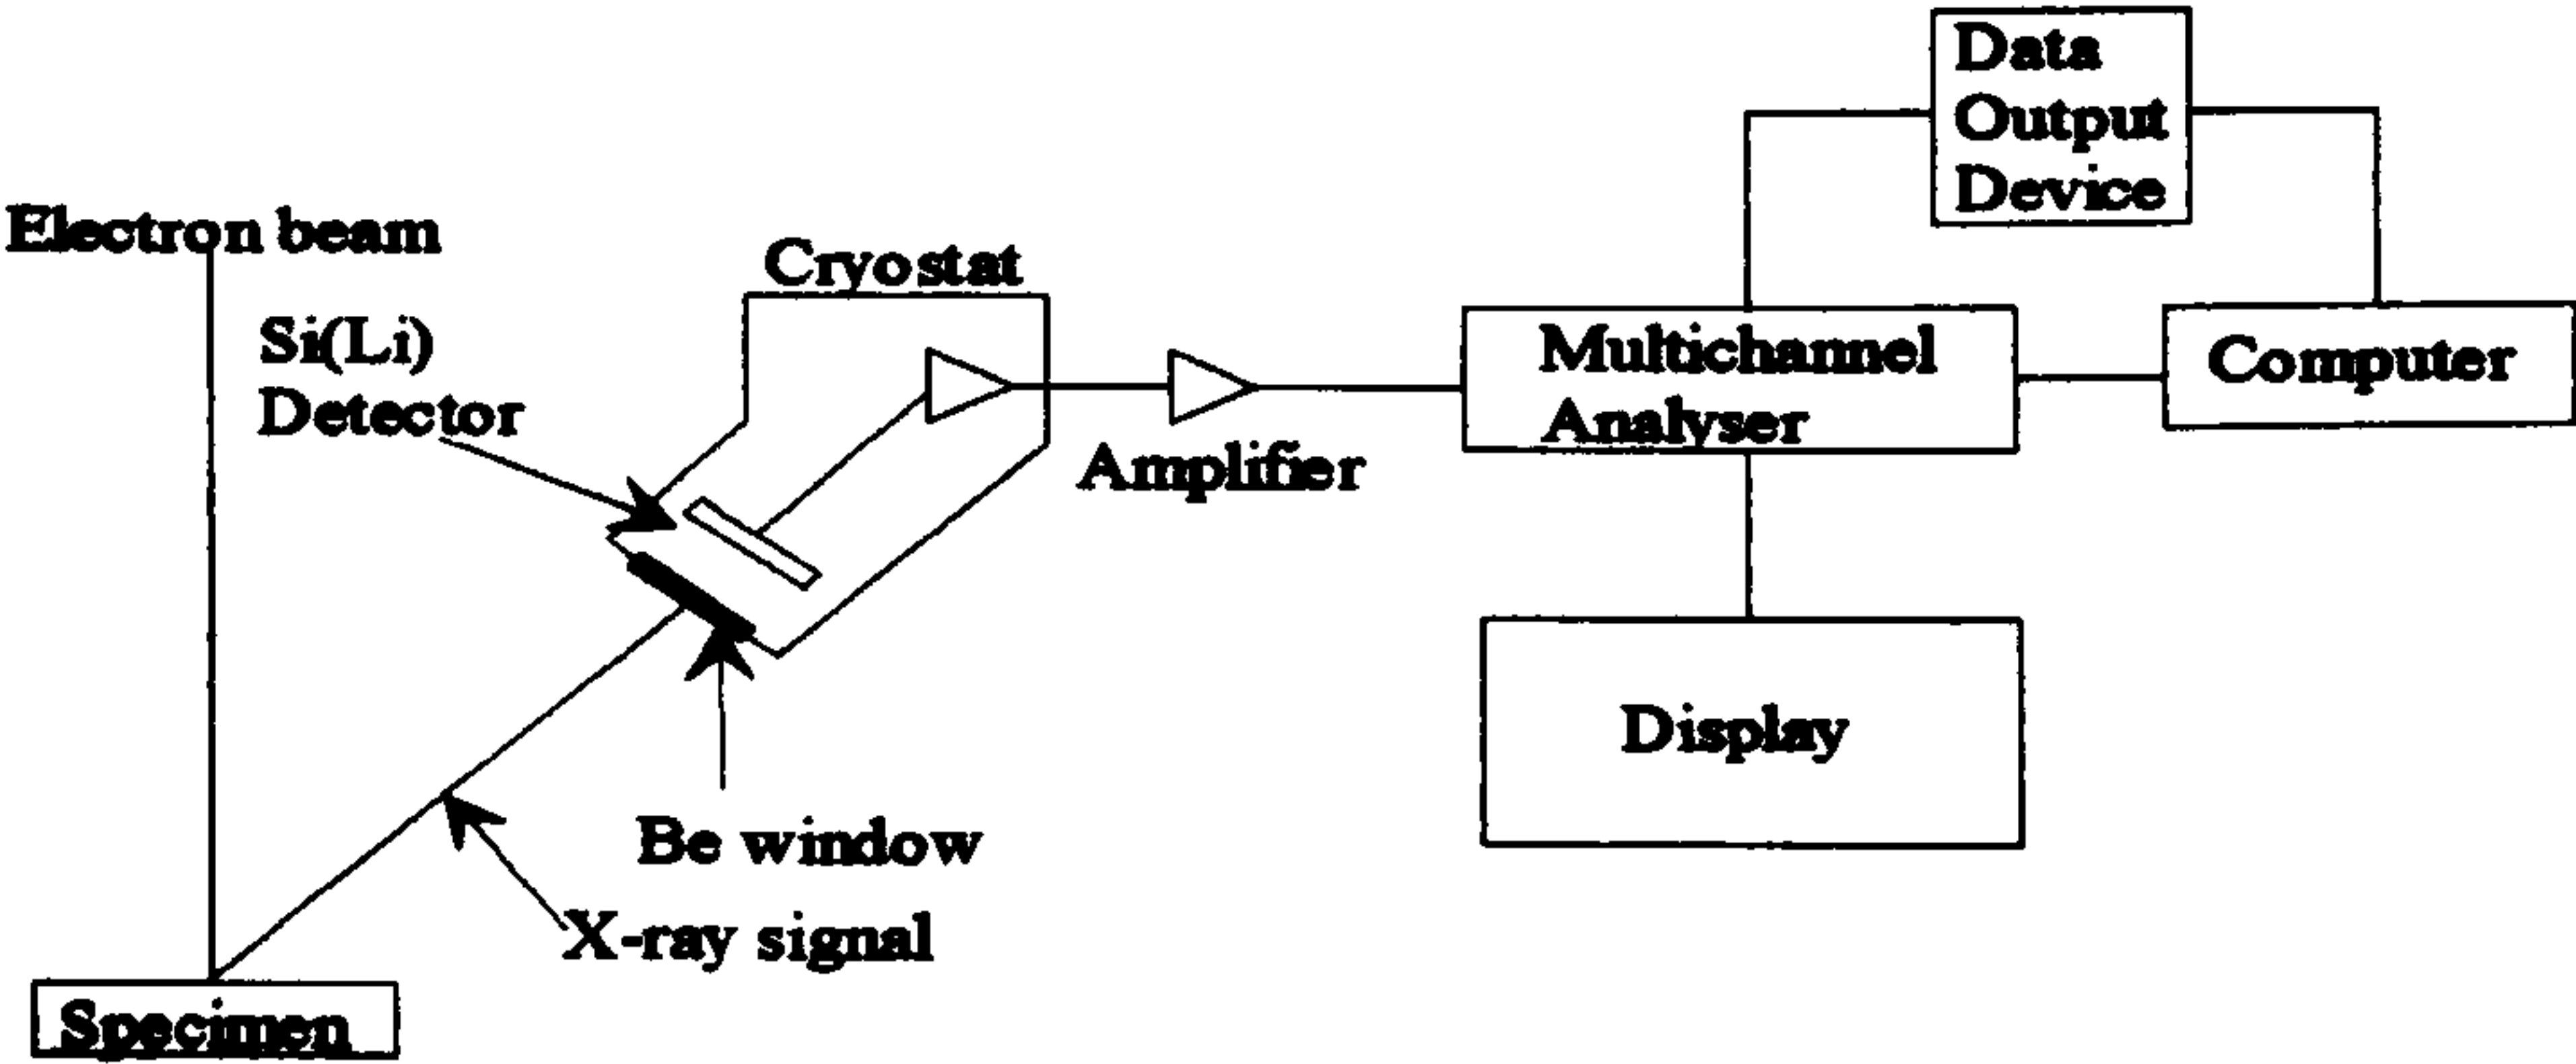 Data
Output
Device
Electron beam
Cryostat
Si(Li)
Detector
Multichannel
Analyser
Computer
Amplifier
Display
Be window
X-ray signal
Specimen